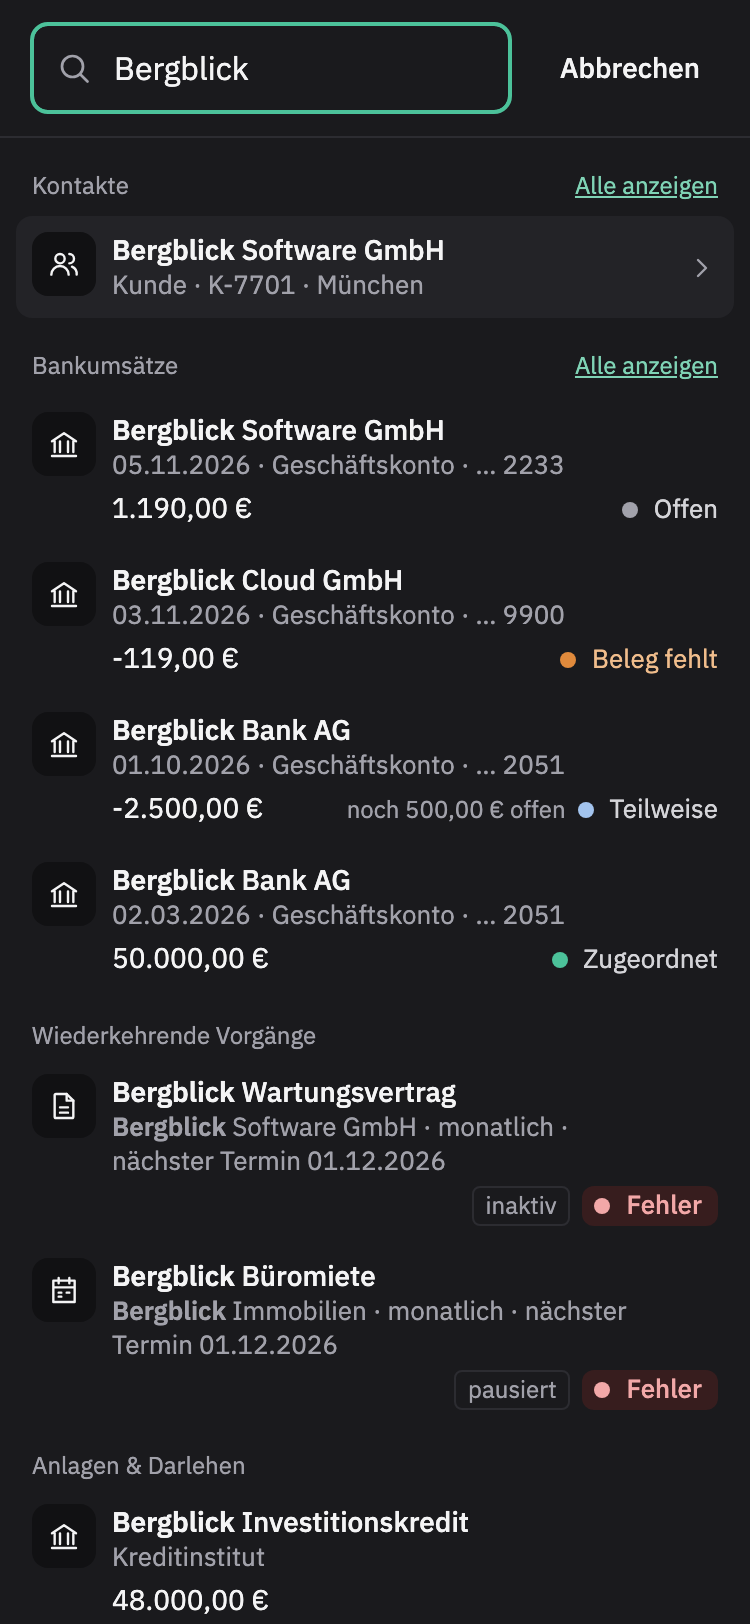 Bergblick
Abbrechen
Kontakte
Alle anzeigen
Bergblick Software GmbH
Kunde · K-7701 · München
Bankumsätze
Alle anzeigen
Bergblick Software GmbH
05.11.2026 · Geschäftskonto · … 2233
1.190,00 €
Offen
Bergblick Cloud GmbH
03.11.2026 · Geschäftskonto · … 9900
-119,00 €
Beleg fehlt
Bergblick Bank AG
01.10.2026 · Geschäftskonto · … 2051
-2.500,00 €
noch 500,00 € offen
Teilweise
Bergblick Bank AG
02.03.2026 · Geschäftskonto · … 2051
50.000,00 €
Zugeordnet
Wiederkehrende Vorgänge
Bergblick Wartungsvertrag
Bergblick Software GmbH · monatlich ·
nächster Termin 01.12.2026
inaktiv
Fehler
Bergblick Büromiete
Bergblick Immobilien · monatlich · nächster
Termin 01.12.2026
pausiert
Fehler
Anlagen & Darlehen
Bergblick Investitionskredit
Kreditinstitut
48.000,00 €